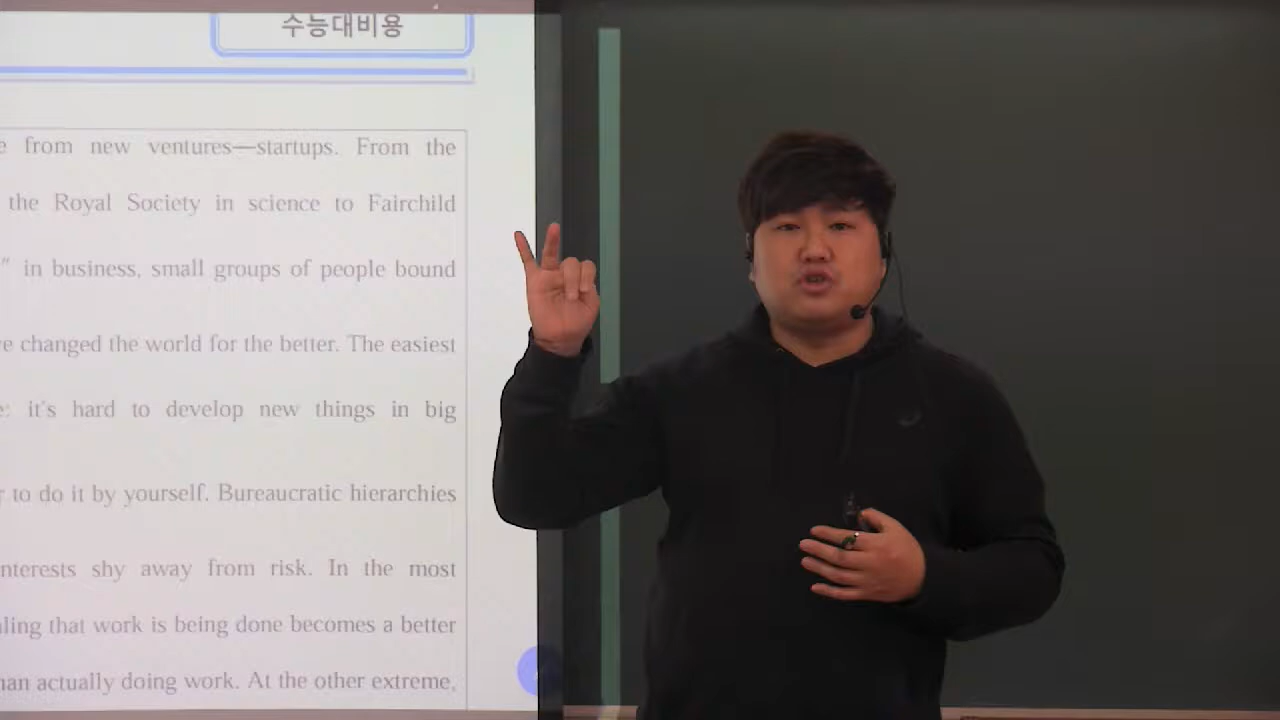 수능대비용
from new ventures—startups. From the
the Royal Society in science to Fairchild
" in business, small groups of people bound
changed the world for the better. The easiest
it's hard to develop new things in big
to do it by yourself. Bureaucratic hierarchies
shy away from risk. In the most
that work is being done becomes a better
actually doing work. At the other extreme,